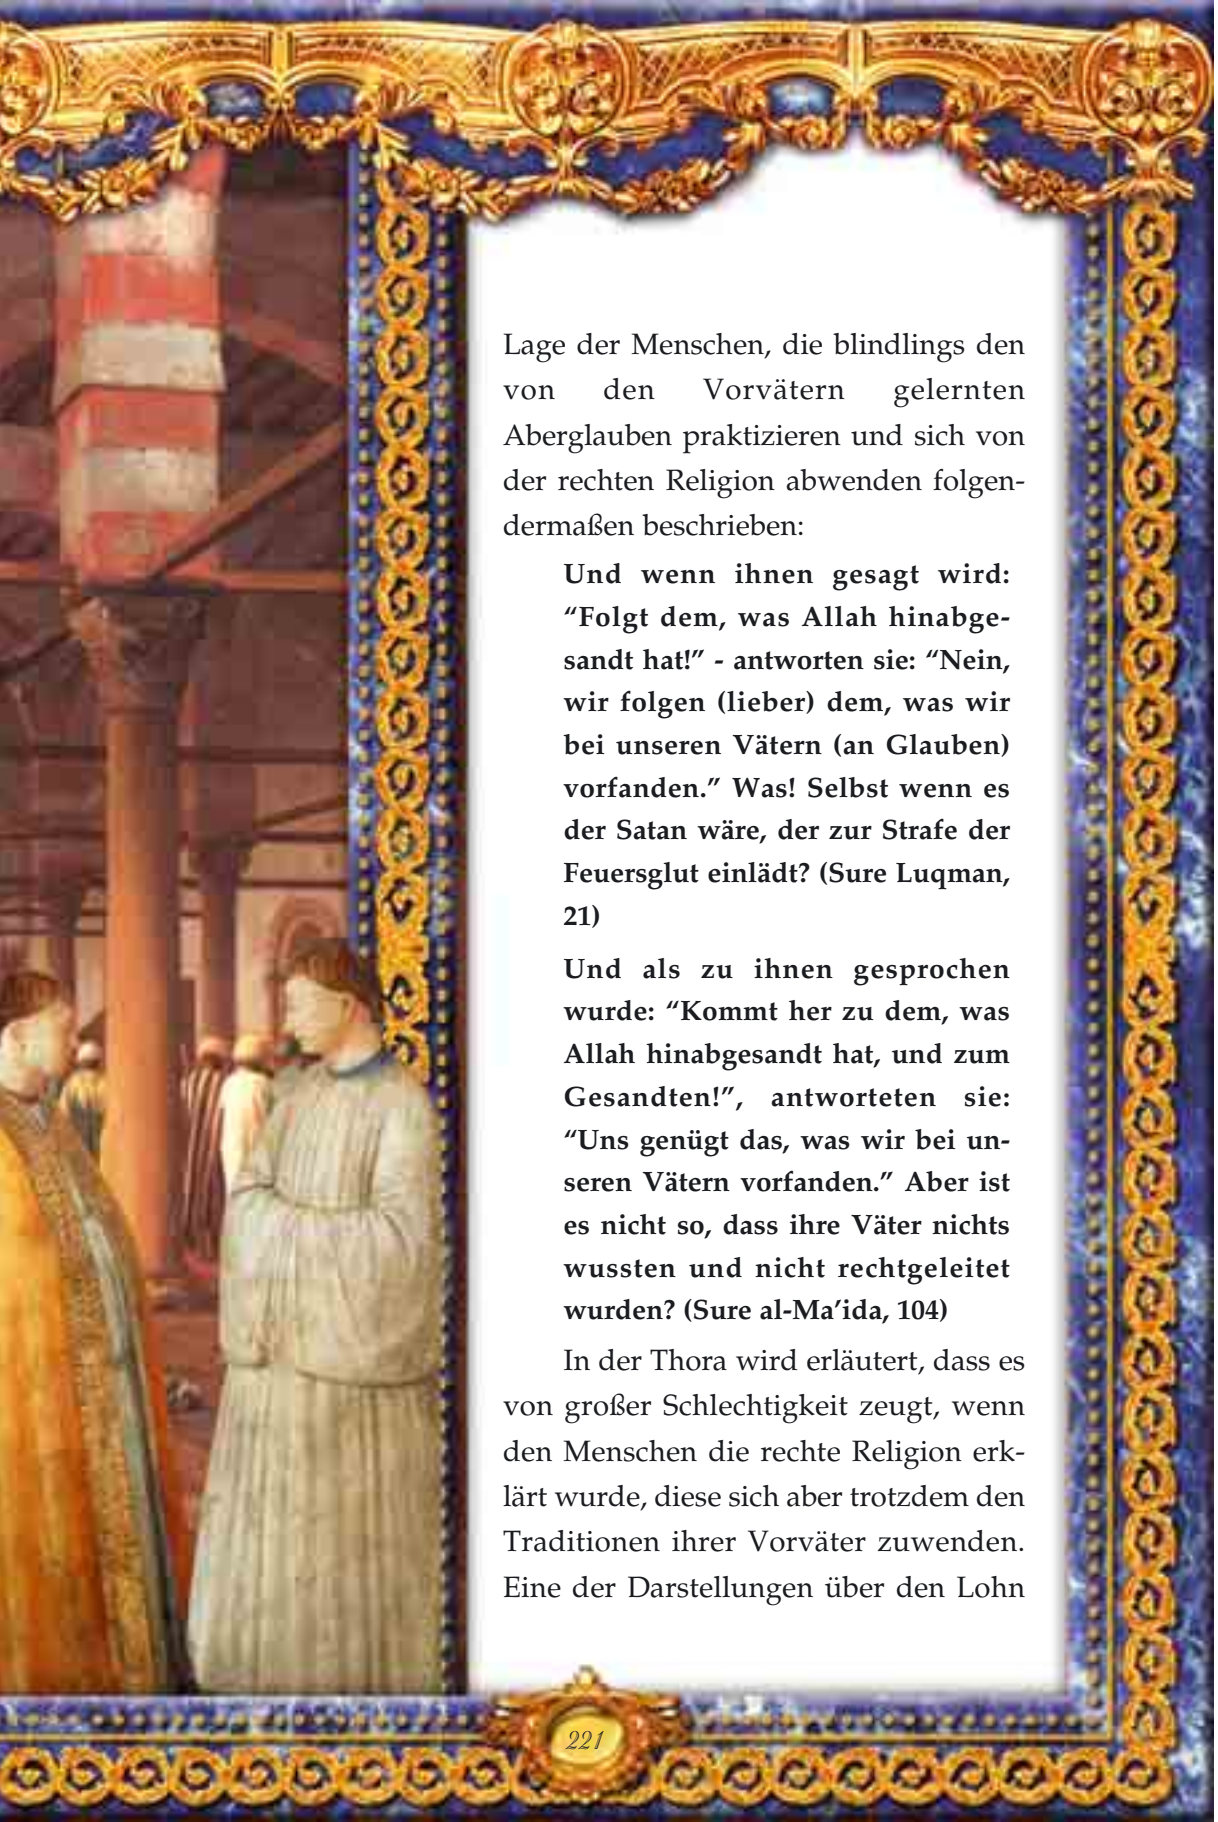 Lage der Menschen, die blindlings den
von den Vorvätern gelernten
Aberglauben praktizieren und sich von
der rechten Religion abwenden folgen-
dermaßen beschrieben:
Und wenn ihnen gesagt wird:
“Folgt dem, was Allah hinabge-
sandt hat!” - antworten sie: “Nein,
wir folgen (lieber) dem, was wir
bei unseren Vätern (an Glauben)
vorfanden.” Was! Selbst wenn es
der Satan wäre, der zur Strafe der
Feuersglut einlädt? (Sure Luqman,
21)
Und als zu ihnen gesprochen
wurde: “Kommt her zu dem, was
Allah hinabgesandt hat, und zum
Gesandten!”, antworteten sie:
“Uns genügt das, was wir bei un-
seren Vätern vorfanden.” Aber ist
es nicht so, dass ihre Väter nichts
wussten und nicht rechtgeleitet
wurden? (Sure al-Ma’ida, 104)
In der Thora wird erläutert, dass es
von großer Schlechtigkeit zeugt, wenn
den Menschen die rechte Religion erk-
lärt wurde, diese sich aber trotzdem den
Traditionen ihrer Vorväter zuwenden.
Eine der Darstellungen über den Lohn
221